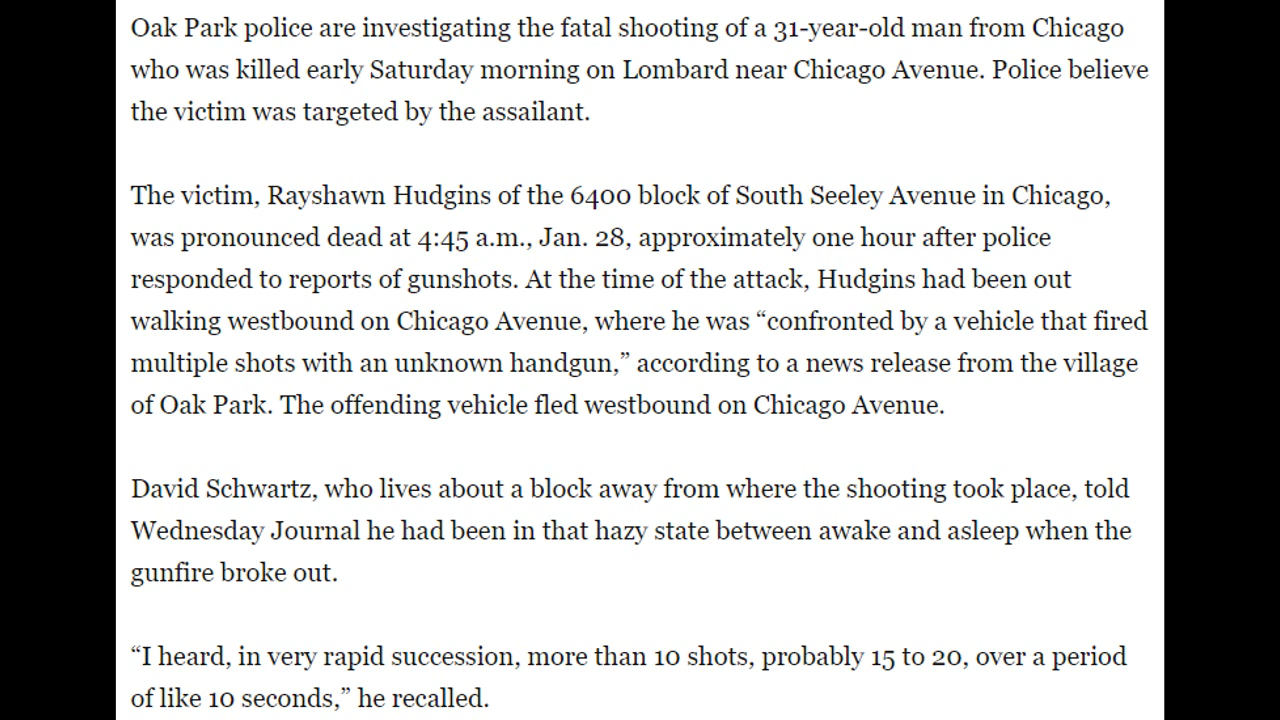 Oak Park police are investigating the fatal shooting of a 31-year-old man from Chicago
who was killed early Saturday morning on Lombard near Chicago Avenue. Police believe
the victim was targeted by the assailant.
The victim, Rayshawn Hudgins of the 6400 block of South Seeley Avenue in Chicago,
was pronounced dead at 4:45 a.m., Jan. 28, approximately one hour after police
responded to reports of gunshots. At the time of the attack, Hudgins had been out
walking westbound on Chicago Avenue, where he was “confronted by a vehicle that fired
multiple shots with an unknown handgun,” according to a news release from the village
of Oak Park. The offending vehicle fled westbound on Chicago Avenue.
David Schwartz, who lives about a block away from where the shooting took place, told
Wednesday Journal he had been in that hazy state between awake and asleep when the
gunfire broke out.
“I heard, in very rapid succession, more than 10 shots, probably 15 to 20, over a period
of like 10 seconds,” he recalled.